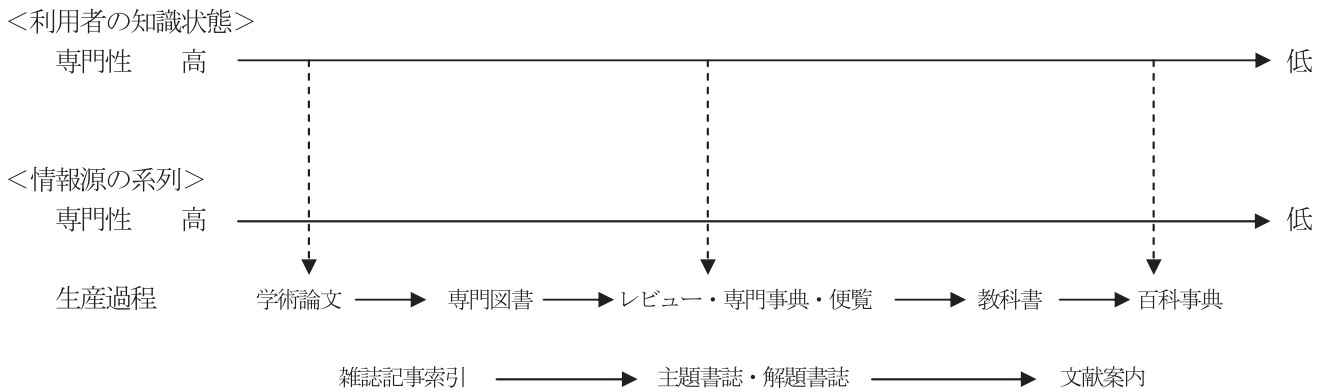 ＜利用者の知識状態＞
専門性　高　低
＜情報源の系列＞
専門性　高　低
生産過程　学術論文　専門図書　レビュー・専門事典・便覧　教科書　百科事典
雑誌記事索引　主題書誌・解題書誌　文献案内